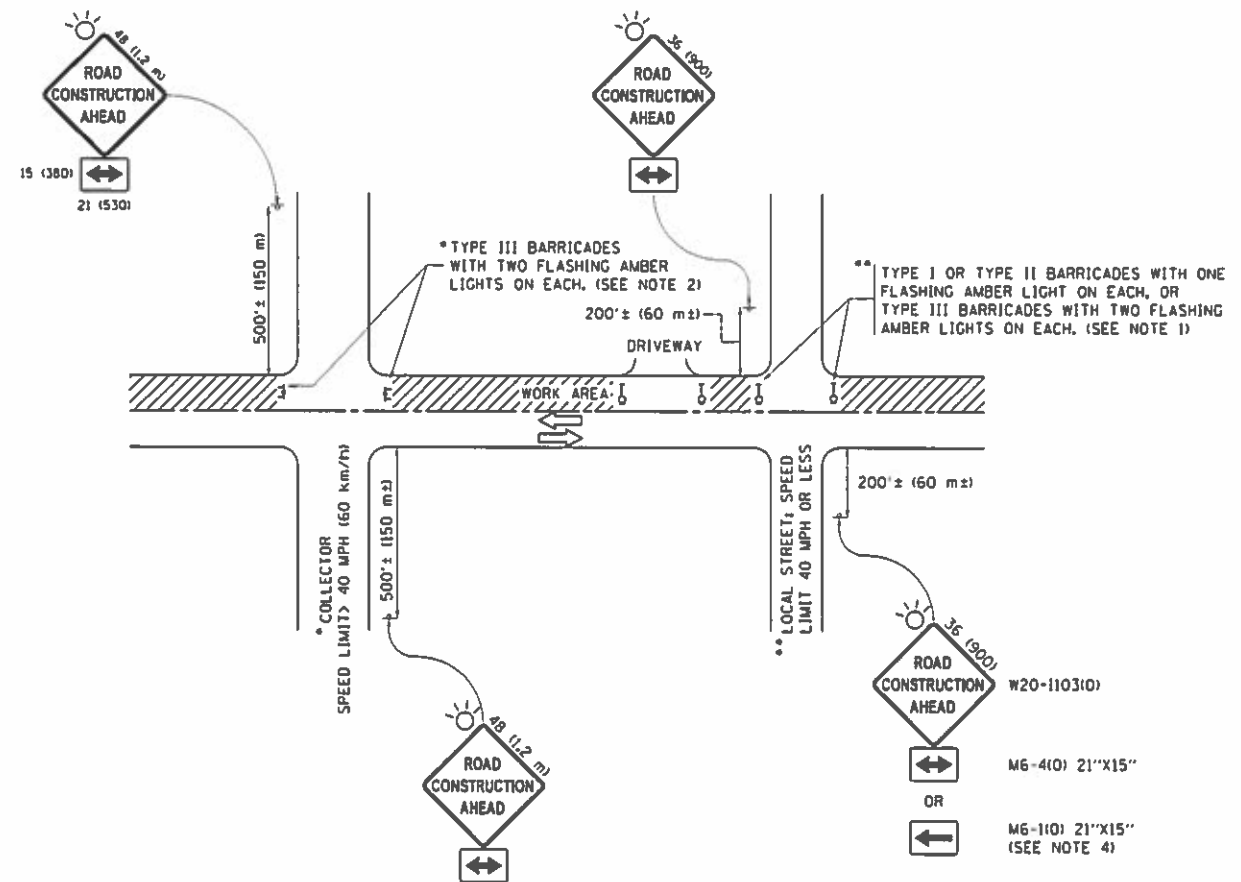 48 (1.2 m)
ROAD
CONSTRUCTION
AHEAD
15 (380)
21 (530)
36 (900)
ROAD
CONSTRUCTION
AHEAD
500'± (150 m)
* TYPE III BARRICADES
WITH TWO FLASHING AMBER
LIGHTS ON EACH. (SEE NOTE 2)
200'± (60 m±)
** TYPE I OR TYPE II BARRICADES WITH ONE
FLASHING AMBER LIGHT ON EACH, OR
TYPE III BARRICADES WITH TWO FLASHING
AMBER LIGHTS ON EACH. (SEE NOTE 1)
DRIVEWAY
WORK AREA
* COLLECTOR
SPEED LIMIT> 40 MPH (60 km/h)
500'± (150 m±)
** LOCAL STREET; SPEED
LIMIT 40 MPH OR LESS
200'± (60 m±)
36 (900)
ROAD
CONSTRUCTION
AHEAD
W20-1103(0)
M6-4(0) 21"X15"
OR
M6-1(0) 21"X15"
(SEE NOTE 4)
48 (1.2 m)
ROAD
CONSTRUCTION
AHEAD